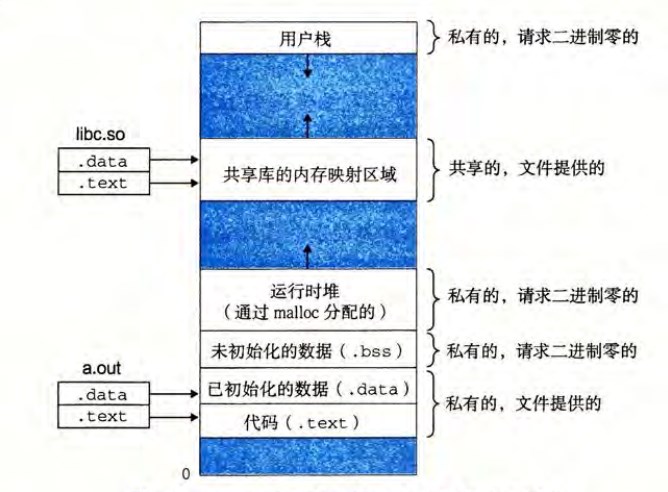 用户栈
私有的，请求二进制零的
libc.so
.data
.text
共享库的内存映射区域
共享的，文件提供的
运行时堆
（通过 malloc 分配的）
私有的，请求二进制零的
未初始化的数据（.bss）
私有的，请求二进制零的
a.out
.data
.text
已初始化的数据（.data）
代码（.text）
私有的，文件提供的
0